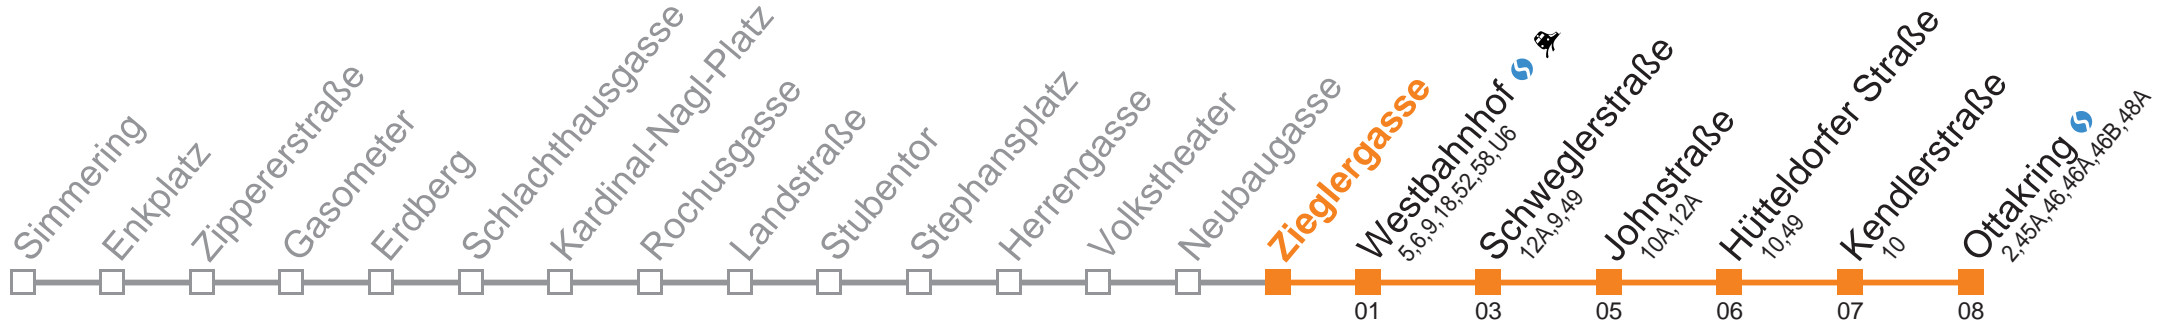 Simmering
Enkplatz
Zippererstraße
Gasometer
Erdberg
Schlachthausgasse
Kardinal-Nagl-Platz
Rochusgasse
Landstraße
Stubentor
Stephansplatz
Herrengasse
Volkstheater
Neubaugasse
Zieglergasse
Westbahnhof
5,6,9,18,52,58,U6
01
Schweglerstraße
12A,9,49
03
Johnstraße
10A,12A
05
Hütteldorfer Straße
10,49
06
Kendlerstraße
10
07
Ottakring
2,45A,46,46A,46B,48A
08